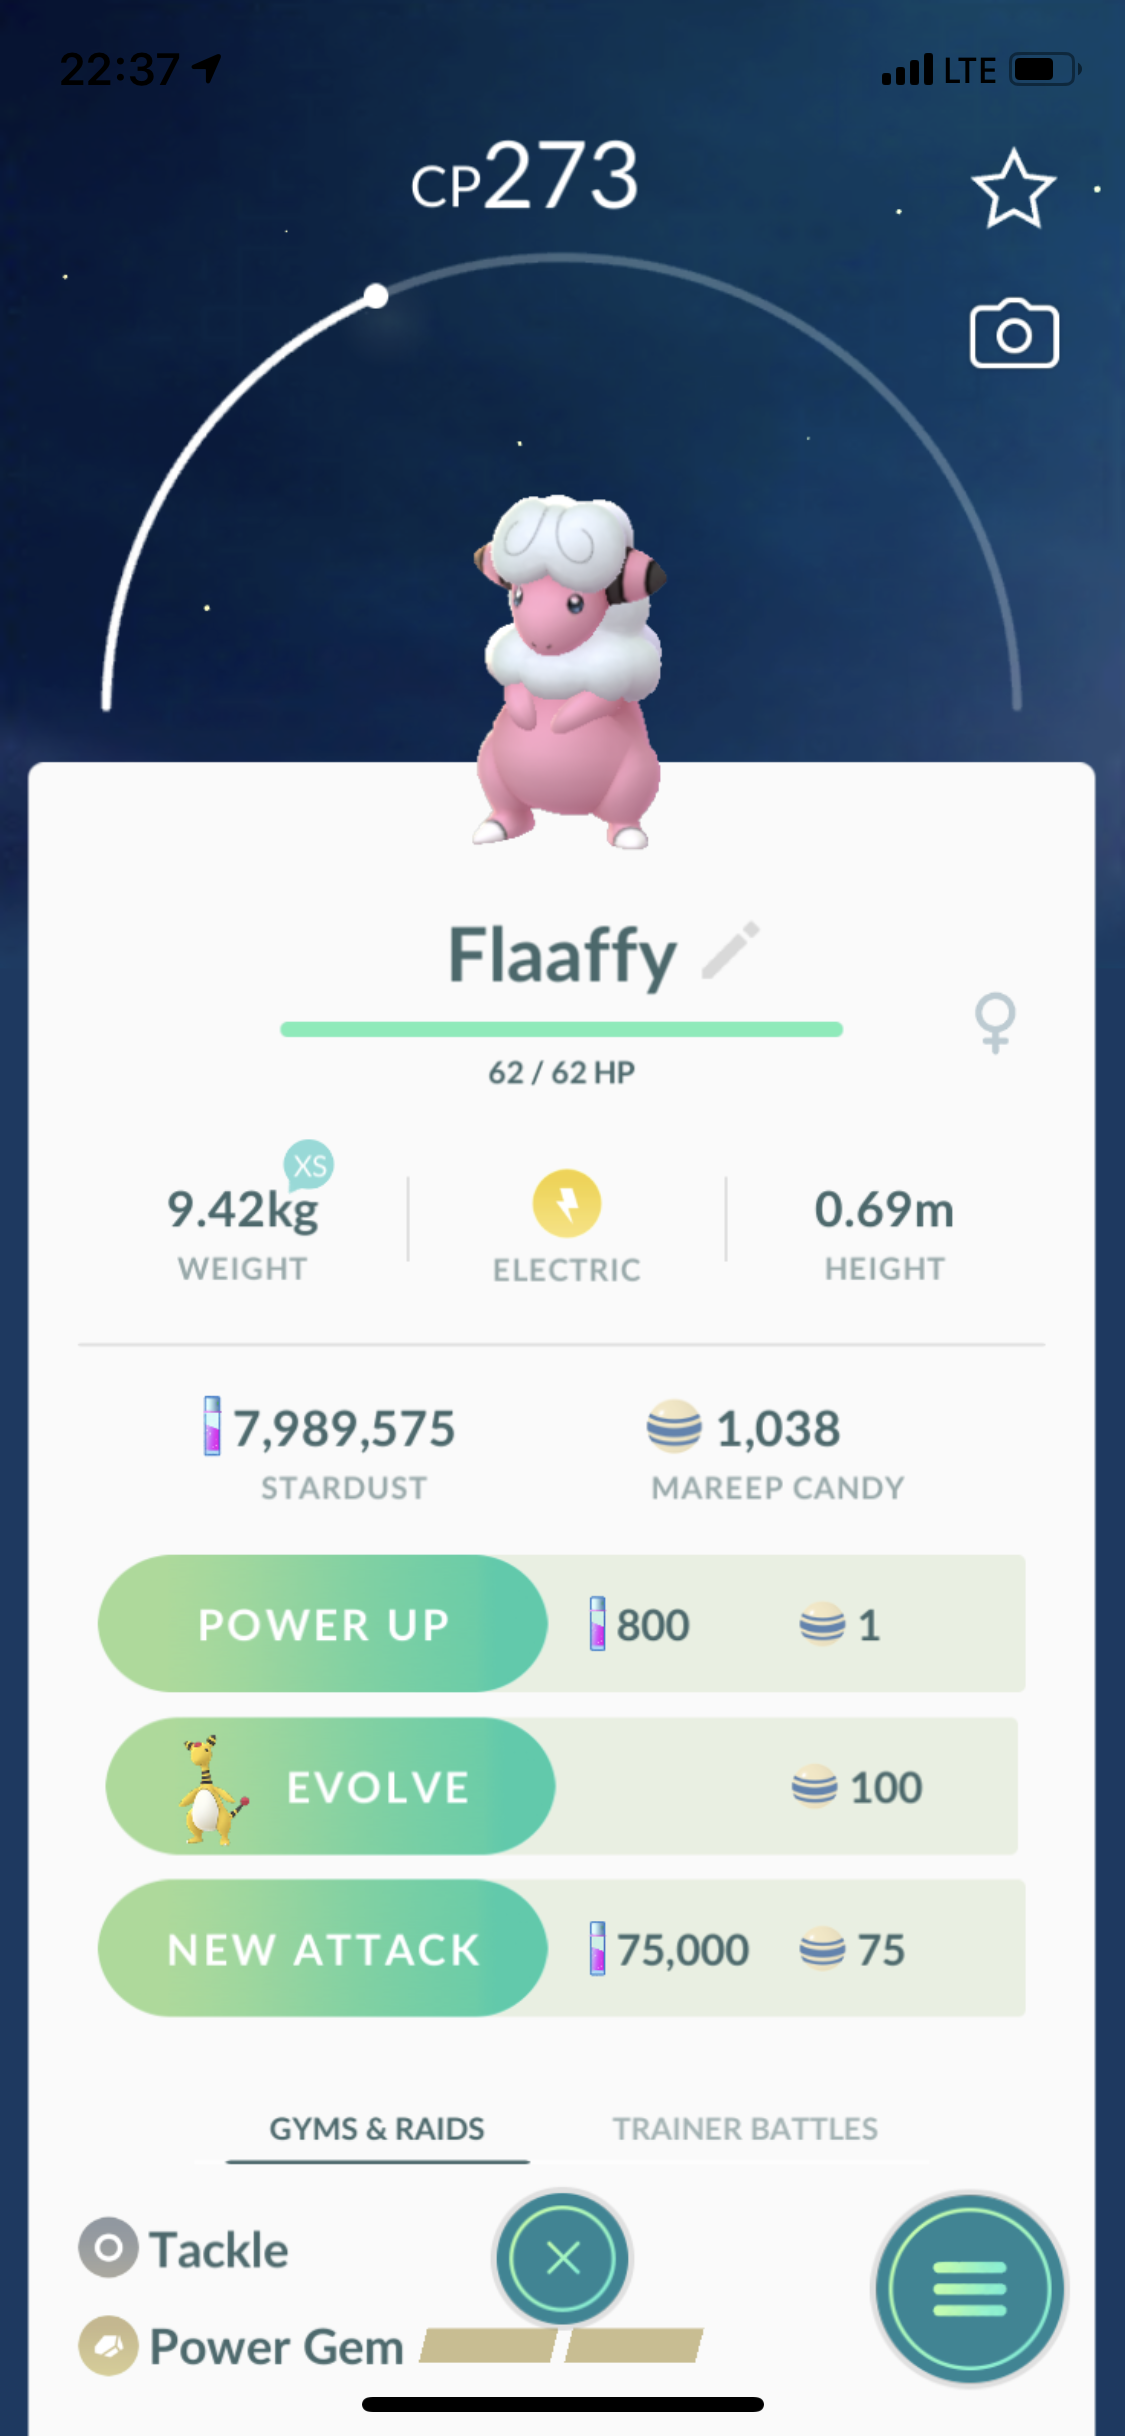 22:37 LTE
CP273
Flaaffy
62 / 62 HP
XS
9.42kg 0.69m
WEIGHT ELECTRIC HEIGHT
7,989,575 1,038
STARDUST MAREEP CANDY
POWER UP 800 1
EVOLVE 100
NEW ATTACK 75,000 75
GYMS & RAIDS TRAINER BATTLES
Tackle
Power Gem